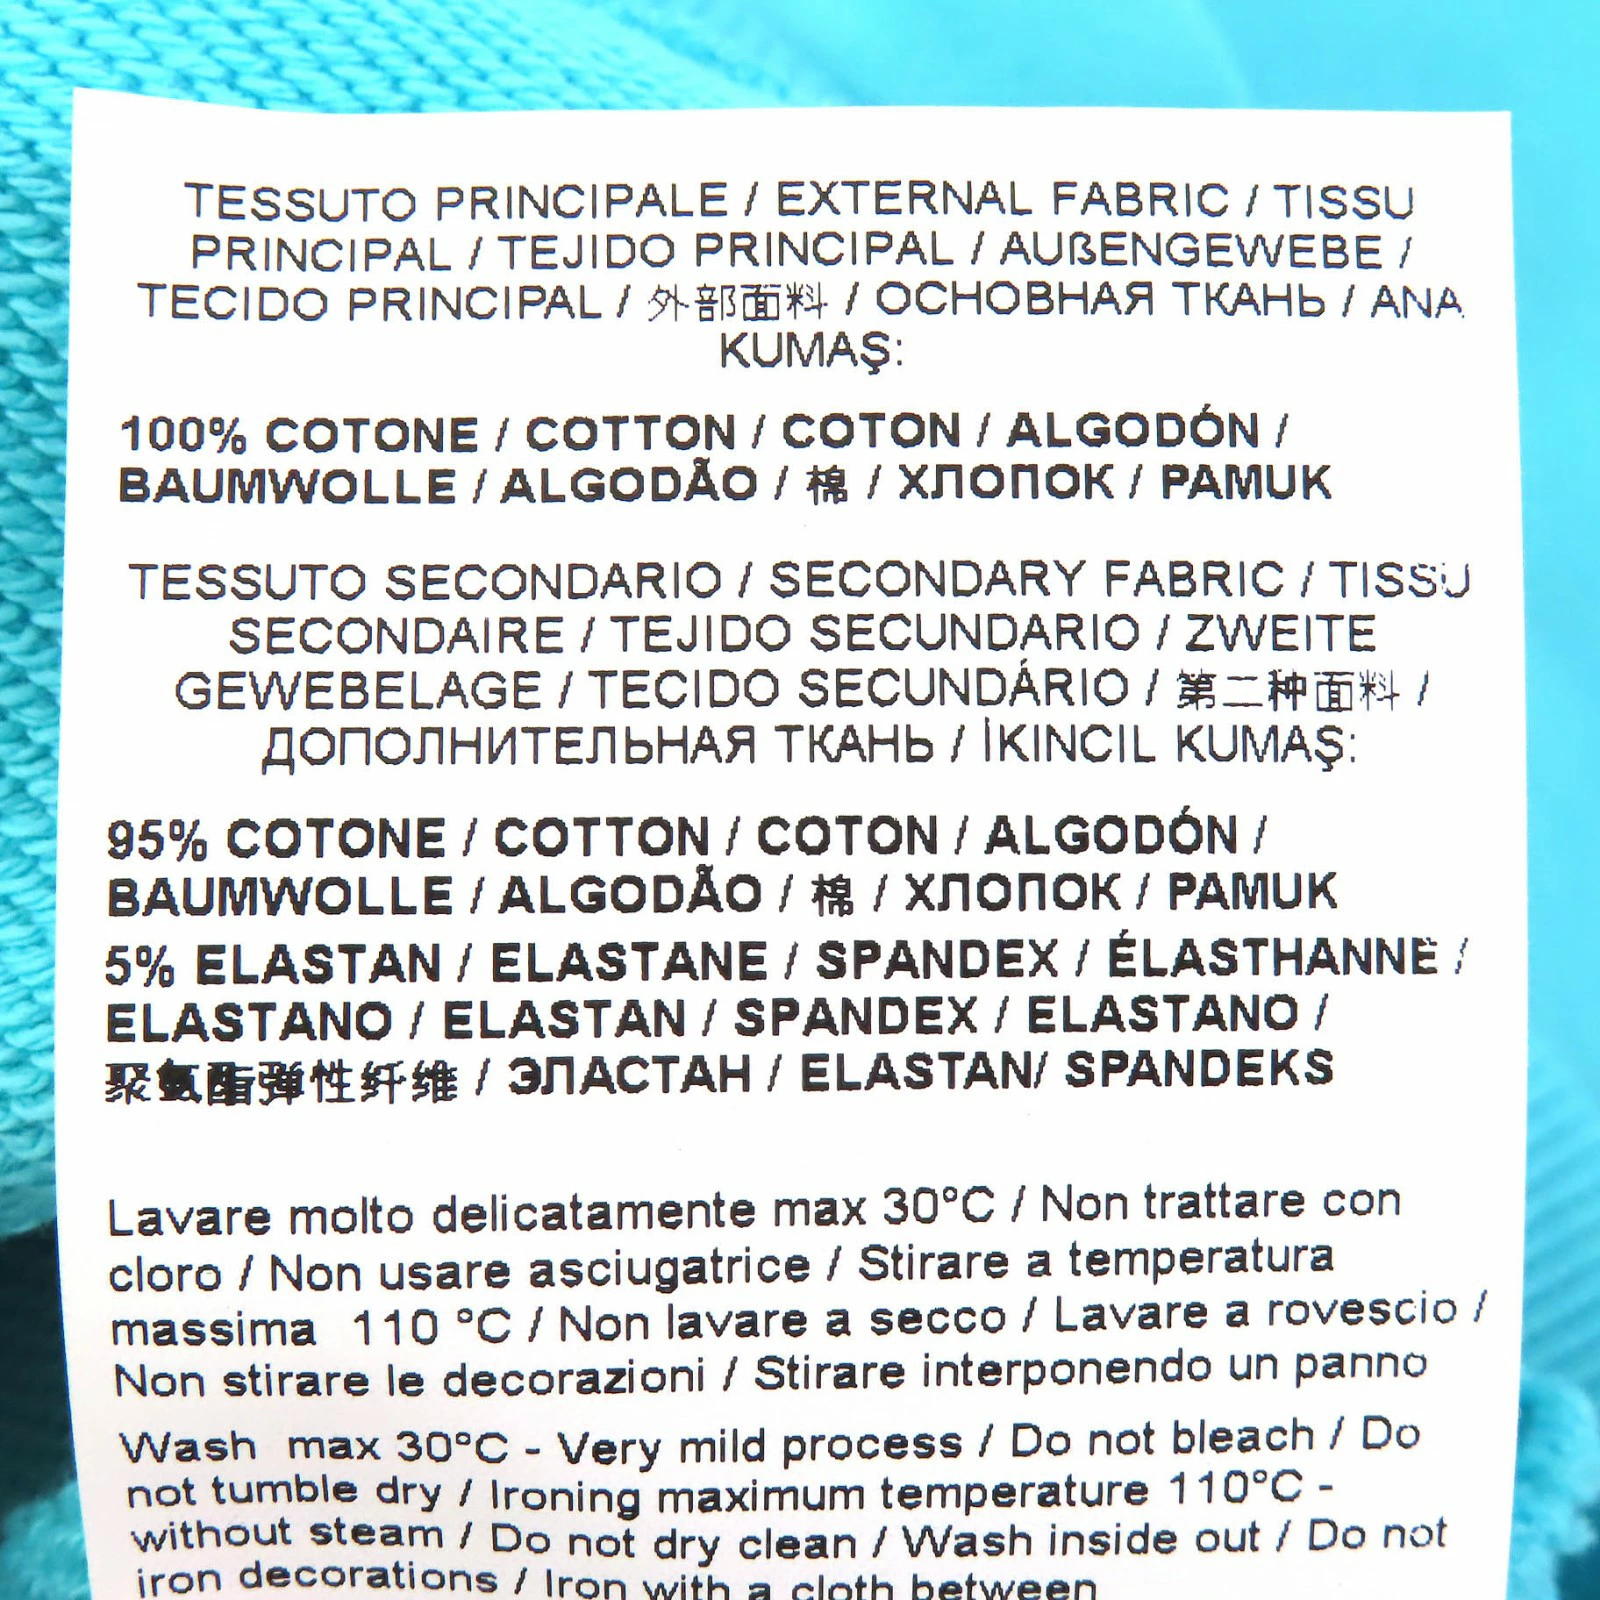 TESSUTO PRINCIPALE / EXTERNAL FABRIC / TISSU
PRINCIPAL / TEJIDO PRINCIPAL / AUßENGEWEBE /
TECIDO PRINCIPAL / 外部面料 / ОСНОВНАЯ ТКАНЬ / ANA
KUMAŞ:
100% COTONE / COTTON / COTON / ALGODÓN /
BAUMWOLLE / ALGODÃO / 棉 / ХЛОПОК / PAMUK
TESSUTO SECONDARIO / SECONDARY FABRIC / TISSU
SECONDAIRE / TEJIDO SECUNDARIO / ZWEITE
GEWEBELAGE / TECIDO SECUNDÁRIO / 第二种面料 /
ДОПОЛНИТЕЛЬНАЯ ТКАНЬ / İKINCIL KUMAŞ:
95% COTONE / COTTON / COTON / ALGODÓN /
BAUMWOLLE / ALGODÃO / 棉 / ХЛОПОК / PAMUK
5% ELASTAN / ELASTANE / SPANDEX / ÉLASTHANNE /
ELASTANO / ELASTAN / SPANDEX / ELASTANO /
聚氨酯弹性纤维 / ЭЛАСТАН / ELASTAN/ SPANDEKS
Lavare molto delicatamente max 30°C / Non trattare con
cloro / Non usare asciugatrice / Stirare a temperatura
massima 110 °C / Non lavare a secco / Lavare a rovescio /
Non stirare le decorazioni / Stirare interponendo un panno
Wash max 30°C - Very mild process / Do not bleach / Do
not tumble dry / Ironing maximum temperature 110°C -
without steam / Do not dry clean / Wash inside out / Do not
iron decorations / Iron with a cloth between